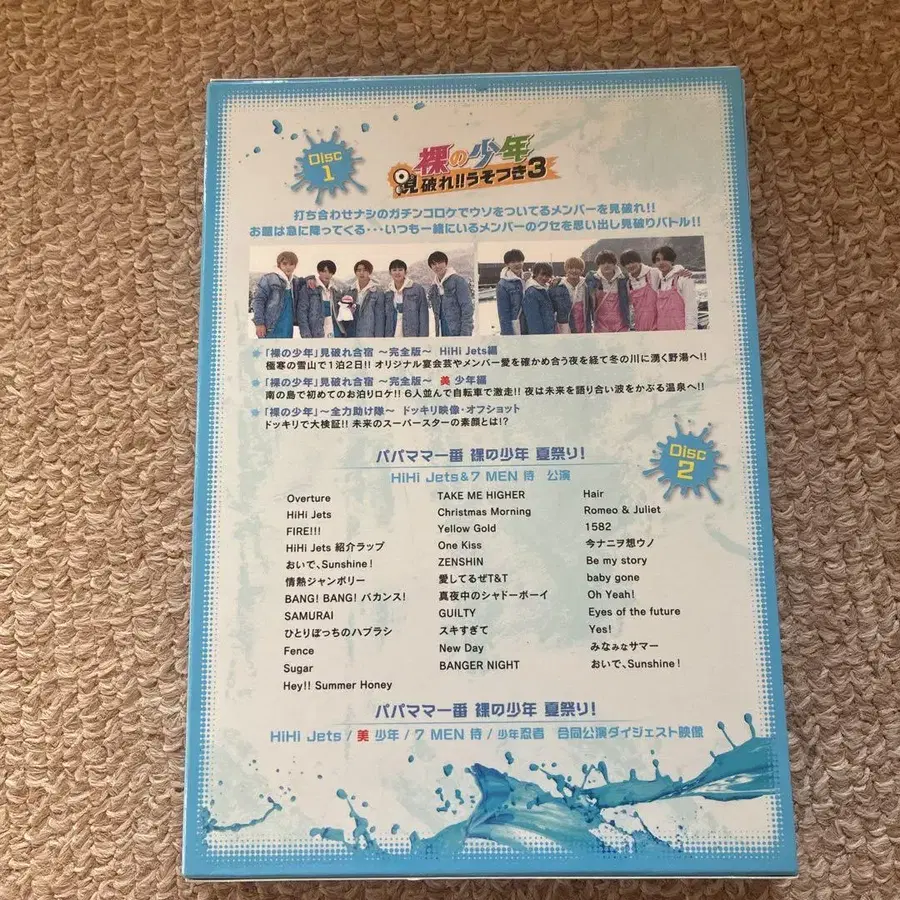 Disc
1
裸の少年
見破れ!!うそつき3
打ち合わせナシのガチンコロケでウソをついてるメンバーを見破れ!!
お題は急に降ってくる･･･いつも一緒にいるメンバーのクセを思い出し見破りバトル!!
「裸の少年」見破れ合宿 ～完全版～ HiHi Jets編
極寒の雪山で1泊2日!! オリジナル宴会芸やメンバー愛を確かめ合う夜を経て冬の川に湧く野湯へ!!
「裸の少年」見破れ合宿 ～完全版～ 美 少年編
南の島で初めてのお泊りロケ!! 6人並んで自転車で激走!! 夜は未来を語り合い波をかぶる温泉へ!!
「裸の少年」～全力助け隊～ ドッキリ映像・オフショット
ドッキリで大検証!! 未来のスーパースターの素顔とは!?
Disc
2
パパママ一番 裸の少年 夏祭り!
HiHi Jets&7 MEN 侍 公演
Overture
HiHi Jets
FIRE!!!
HiHi Jets 紹介ラップ
おいで、Sunshine!
情熱ジャンボリー
BANG! BANG! バカンス!
SAMURAI
ひとりぼっちのハブラシ
Fence
Sugar
Hey!! Summer Honey
TAKE ME HIGHER
Christmas Morning
Yellow Gold
One Kiss
ZENSHIN
愛してるぜT&T
真夜中のシャドーボーイ
GUILTY
スキすぎて
New Day
BANGER NIGHT
Hair
Romeo & Juliet
1582
今ナニヲ想ウノ
Be my story
baby gone
Oh Yeah!
Eyes of the future
Yes!
みなみなサマー
おいで、Sunshine!
パパママ一番 裸の少年 夏祭り!
HiHi Jets / 美 少年 / 7 MEN 侍 / 少年忍者 合同公演ダイジェスト映像